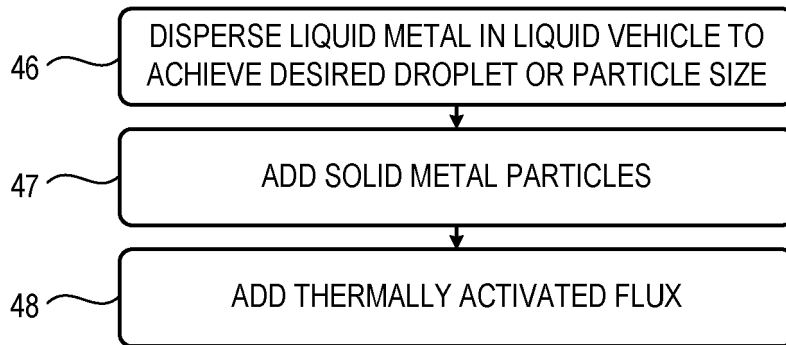 46
DISPERSE LIQUID METAL IN LIQUID VEHICLE TO
ACHIEVE DESIRED DROPLET OR PARTICLE SIZE
47
ADD SOLID METAL PARTICLES
48
ADD THERMALLY ACTIVATED FLUX